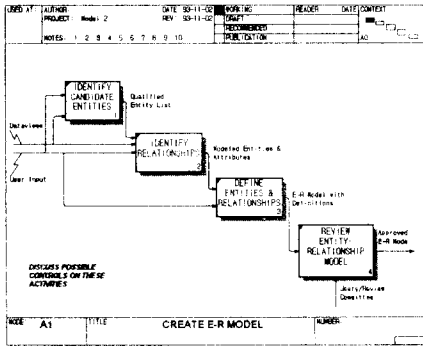 USED AT: AUTHOR DATE 93-11-02 WORKING READER DATE CONTEXT
PROJECT: Model 2 REV: 93-11-02 DRAFT
RECOMMENDED
NOTES: 1 2 3 4 5 6 7 8 9 10 PUBLICATION A0
IDENTIFY
CANDIDATE
ENTITIES
1
Qualified
Entity List
Dataviews
User Input
IDENTIFY
RELATIONSHIPS
2
Modeled Entities &
Attributes
DEFINE
ENTITIES &
RELATIONSHIPS
3
E-R Model with
Definitions
REVIEW
ENTITY-
RELATIONSHIP
MODEL
4
Approved
E-R Mode
Committee
DISCUSS POSSIBLE
CONTROLS ON THESE
ACTIVITIES
NODE A1 TITLE CREATE E-R MODEL NUMBER